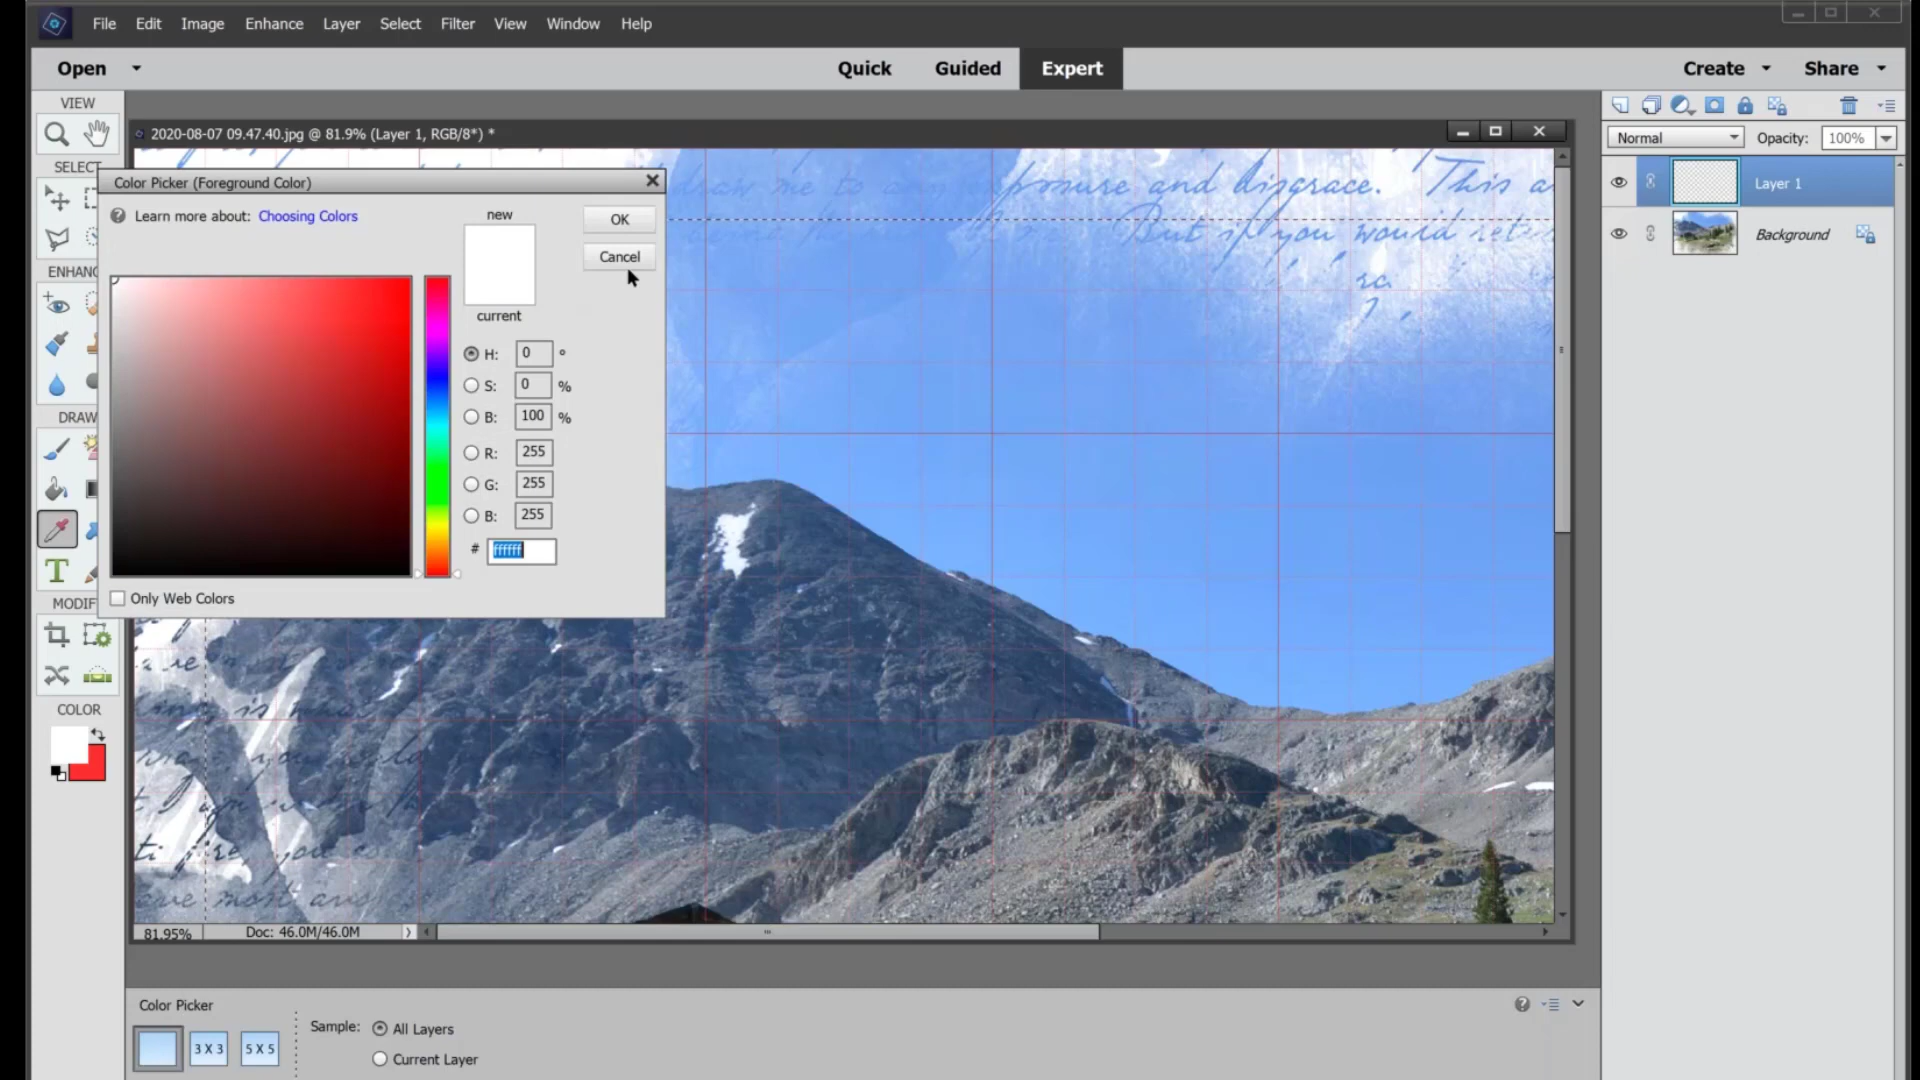 File Edit Image Enhance Layer Select Filter View Window Help
Open Quick Guided Expert Create Share
VIEW
2020-08-07 09.47.40.jpg @ 81.9% (Layer 1, RGB/8*) *
Normal Opacity: 100%
SELECT
Color Picker (Foreground Color)
Layer 1
Learn more about: Choosing Colors
new
OK
Cancel
current
Background
exposure and disgrace. This a
But if you would
ENHANC
H: 0 °
S: 0 %
B: 100 %
DRAW
R: 255
G: 255
B: 255
# ffffff
T
Only Web Colors
MODIF
COLOR
81.95% Doc: 46.0M/46.0M
Color Picker
3 X 3 5 X 5
Sample: All Layers
Current Layer